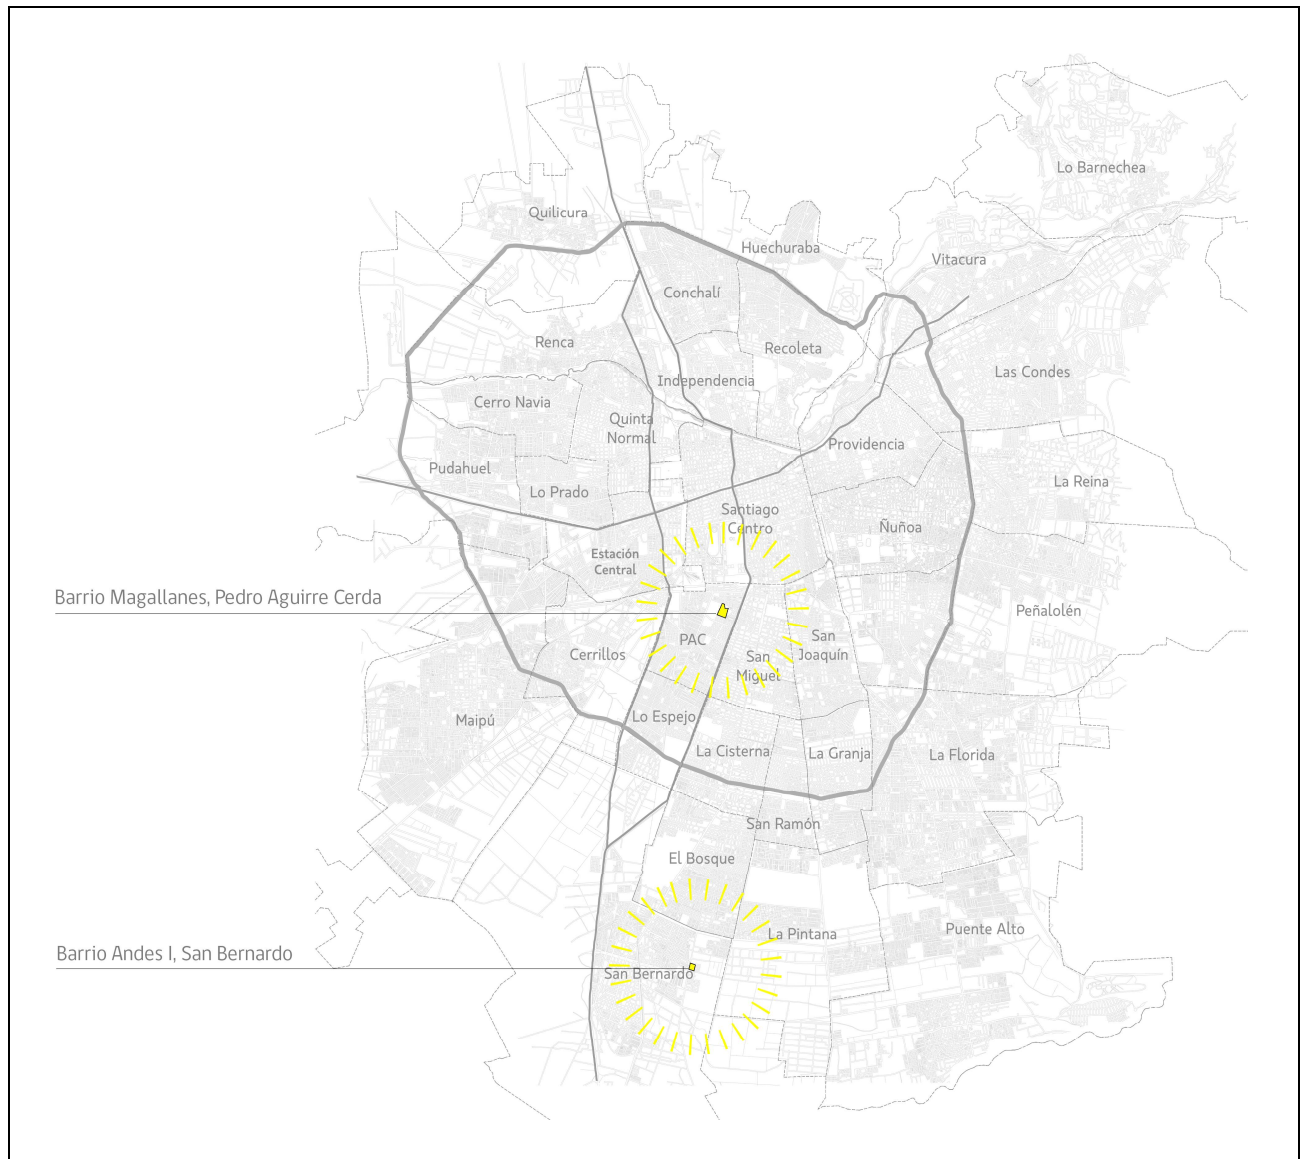 Lo Barnechea
Quilicura
Huechuraba
Vitacura
Conchalí
Renca
Recoleta
Las Condes
Independencia
Cerro Navia
Quinta
Normal
Providencia
Pudahuel
La Reina
Lo Prado
Santiago
Centro
Ñuñoa
Estación
Central
Barrio Magallanes, Pedro Aguirre Cerda
Peñalolén
PAC
San
Joaquín
Cerrillos
San
Miguel
Lo Espejo
Maipú
La Cisterna
La Granja
La Florida
San Ramón
El Bosque
Puente Alto
La Pintana
Barrio Andes I, San Bernardo
San Bernardo